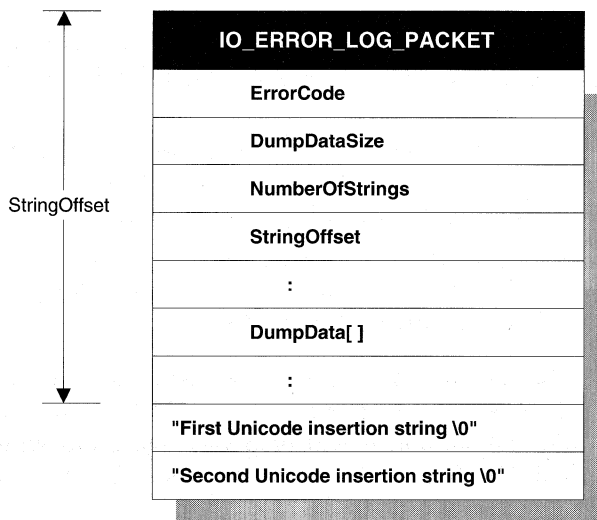 IO_ERROR_LOG_PACKET
ErrorCode
DumpDataSize
NumberOfStrings
StringOffset
StringOffset
:
DumpData[ ]
:
"First Unicode insertion string \0"
"Second Unicode insertion string \0"